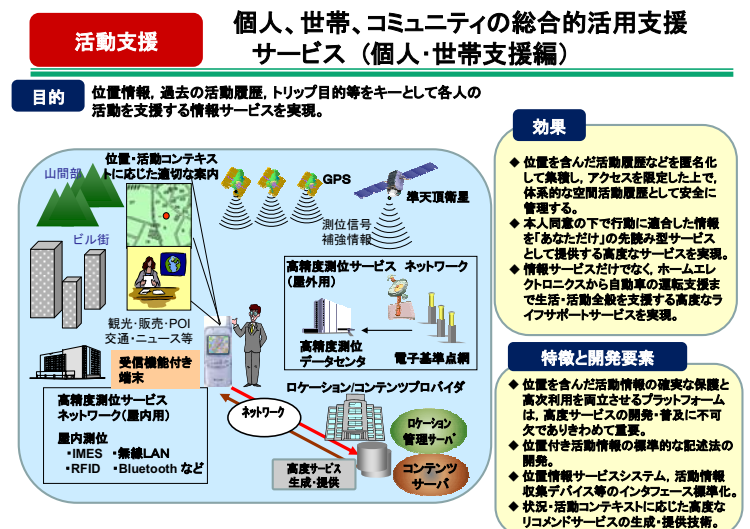 活動支援
個人、世帯、コミュニティの総合的活用支援
サービス （個人・世帯支援編）
目的
位置情報，過去の活動履歴，トリップ目的等をキーとして各人の
活動を支援する情報サービスを実現。
位置・活動コンテキス
トに応じた適切な案内
山間部
ビル街
GPS
準天頂衛星
測位信号
補強情報
高精度測位サービス ネットワーク
（屋外用）
高精度測位
データセンタ
電子基準点網
観光・販売・POI
交通・ニュース等
受信機能付き
端末
高精度測位サービス
ネットワーク（屋内用）
屋内測位
・IMES ・無線LAN
・RFID ・Bluetooth など
ネットワーク
ロケーション/コンテンツプロバイダ
ロケーション
管理サーバ
コンテンツ
サーバ
高度サービス
生成・提供
効果
◆ 位置を含んだ活動履歴などを匿名化
して集積し，アクセスを限定した上で，
体系的な空間活動履歴として安全に
管理する。
◆ 本人同意の下で行動に適合した情報
を「あなただけ」の先読み型サービス
として提供する高度なサービスを実現。
◆ 情報サービスだけでなく，ホームエレ
クトロニクスから自動車の運転支援ま
で生活・活動全般を支援する高度なラ
イフサポートサービスを実現。
特徴と開発要素
◆ 位置を含んだ活動情報の確実な保護と
高次利用を両立させるプラットフォーム
は，高度サービスの開発・普及に不可
欠でありきわめて重要。
◆ 位置付き活動情報の標準的な記述法の
開発。
◆ 位置情報サービスシステム，活動情報
収集デバイス等のインタフェース標準化。
◆ 状況・活動コンテキストに応じた高度な
リコメンドサービスの生成・提供技術。